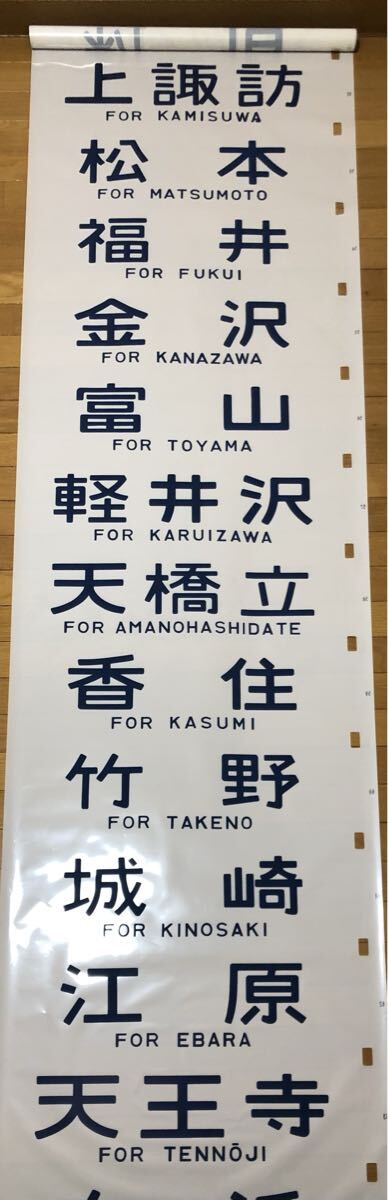 上諏訪
FOR KAMISUWA
松本
FOR MATSUMOTO
福井
FOR FUKUI
金沢
FOR KANAZAWA
富山
FOR TOYAMA
軽井沢
FOR KARUIZAWA
天橋立
FOR AMANOHASHIDATE
香住
FOR KASUMI
竹野
FOR TAKENO
城崎
FOR KINOSAKI
江原
FOR EBARA
天王寺
FOR TENNŌJI